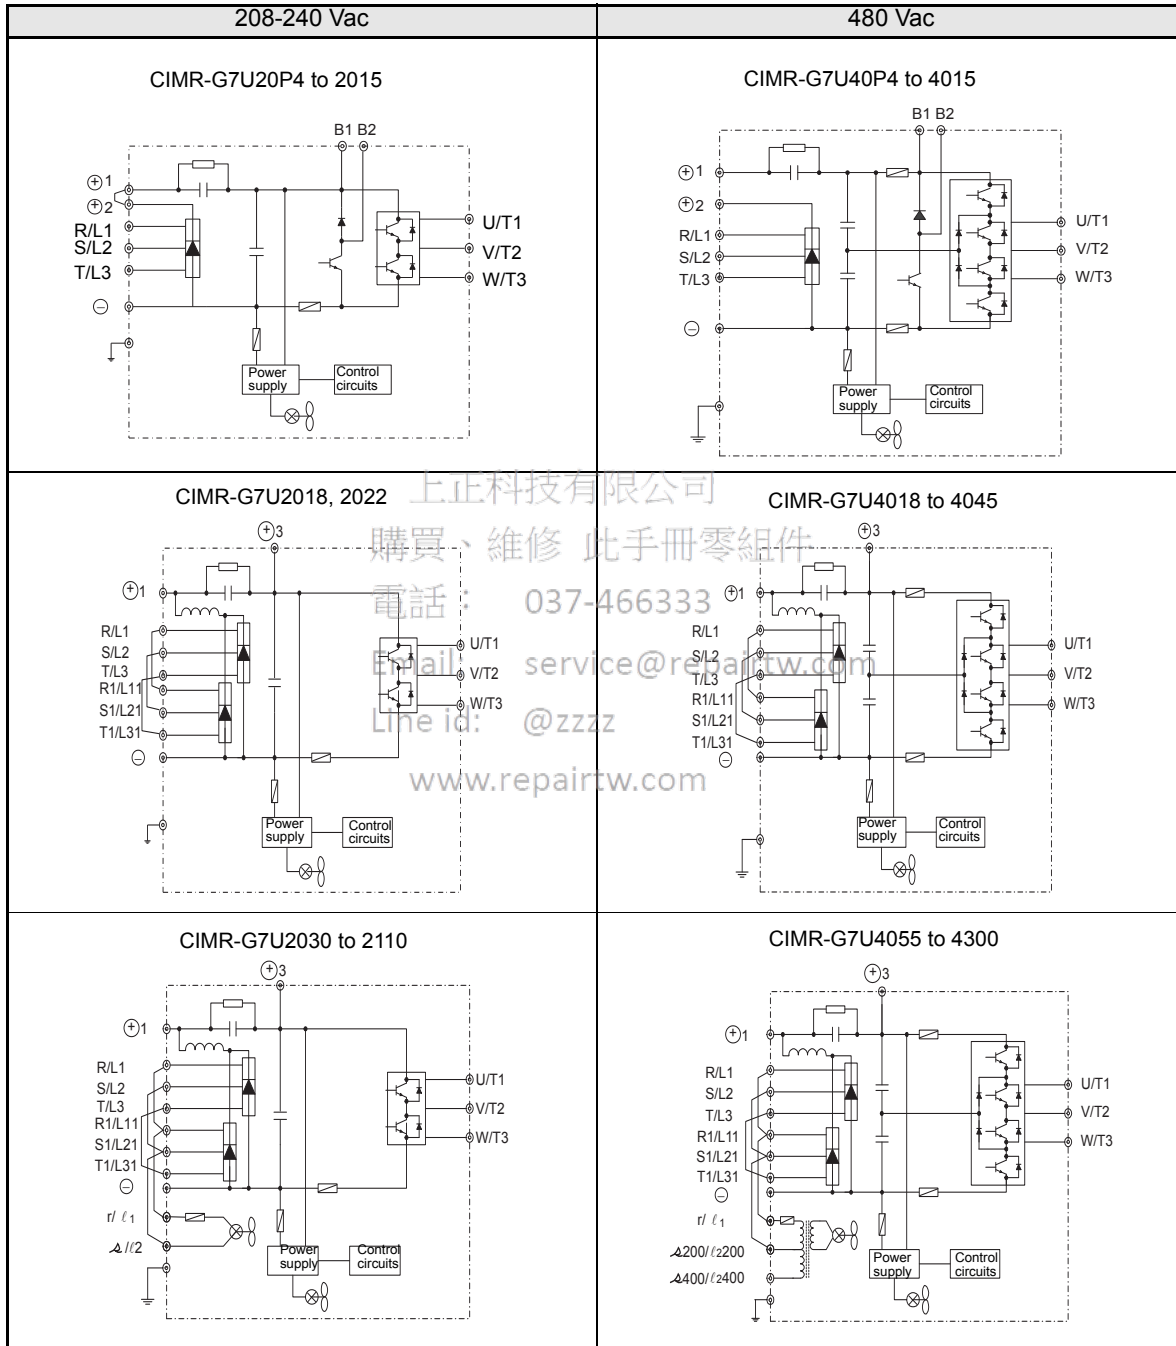 208-240 Vac
480 Vac
CIMR-G7U20P4 to 2015
B1 B2
⊕1
⊕2
R/L1
S/L2
T/L3
⊖
U/T1
V/T2
W/T3
Power
supply
Control
circuits
CIMR-G7U40P4 to 4015
B1 B2
⊕1
⊕2
R/L1
S/L2
T/L3
⊖
U/T1
V/T2
W/T3
Power
supply
Control
circuits
上正科技有限公司
購買、維修 此手冊零組件
電話: 037-466333
Email: service@repairtw.com
Line id: @zzzz
www.repairtw.com
CIMR-G7U2018, 2022
⊕3
⊕1
R/L1
S/L2
T/L3
R1/L11
S1/L21
T1/L31
⊖
U/T1
V/T2
W/T3
Power
supply
Control
circuits
CIMR-G7U4018 to 4045
⊕3
⊕1
R/L1
S/L2
T/L3
R1/L11
S1/L21
T1/L31
⊖
U/T1
V/T2
W/T3
Power
supply
Control
circuits
CIMR-G7U2030 to 2110
⊕3
⊕1
R/L1
S/L2
T/L3
R1/L11
S1/L21
T1/L31
⊖
r/ ℓ1
s/ℓ2
U/T1
V/T2
W/T3
Power
supply
Control
circuits
CIMR-G7U4055 to 4300
⊕3
⊕1
R/L1
S/L2
T/L3
R1/L11
S1/L21
T1/L31
⊖
r/ ℓ1
s200/ℓ2200
s400/ℓ2400
U/T1
V/T2
W/T3
Power
supply
Control
circuits